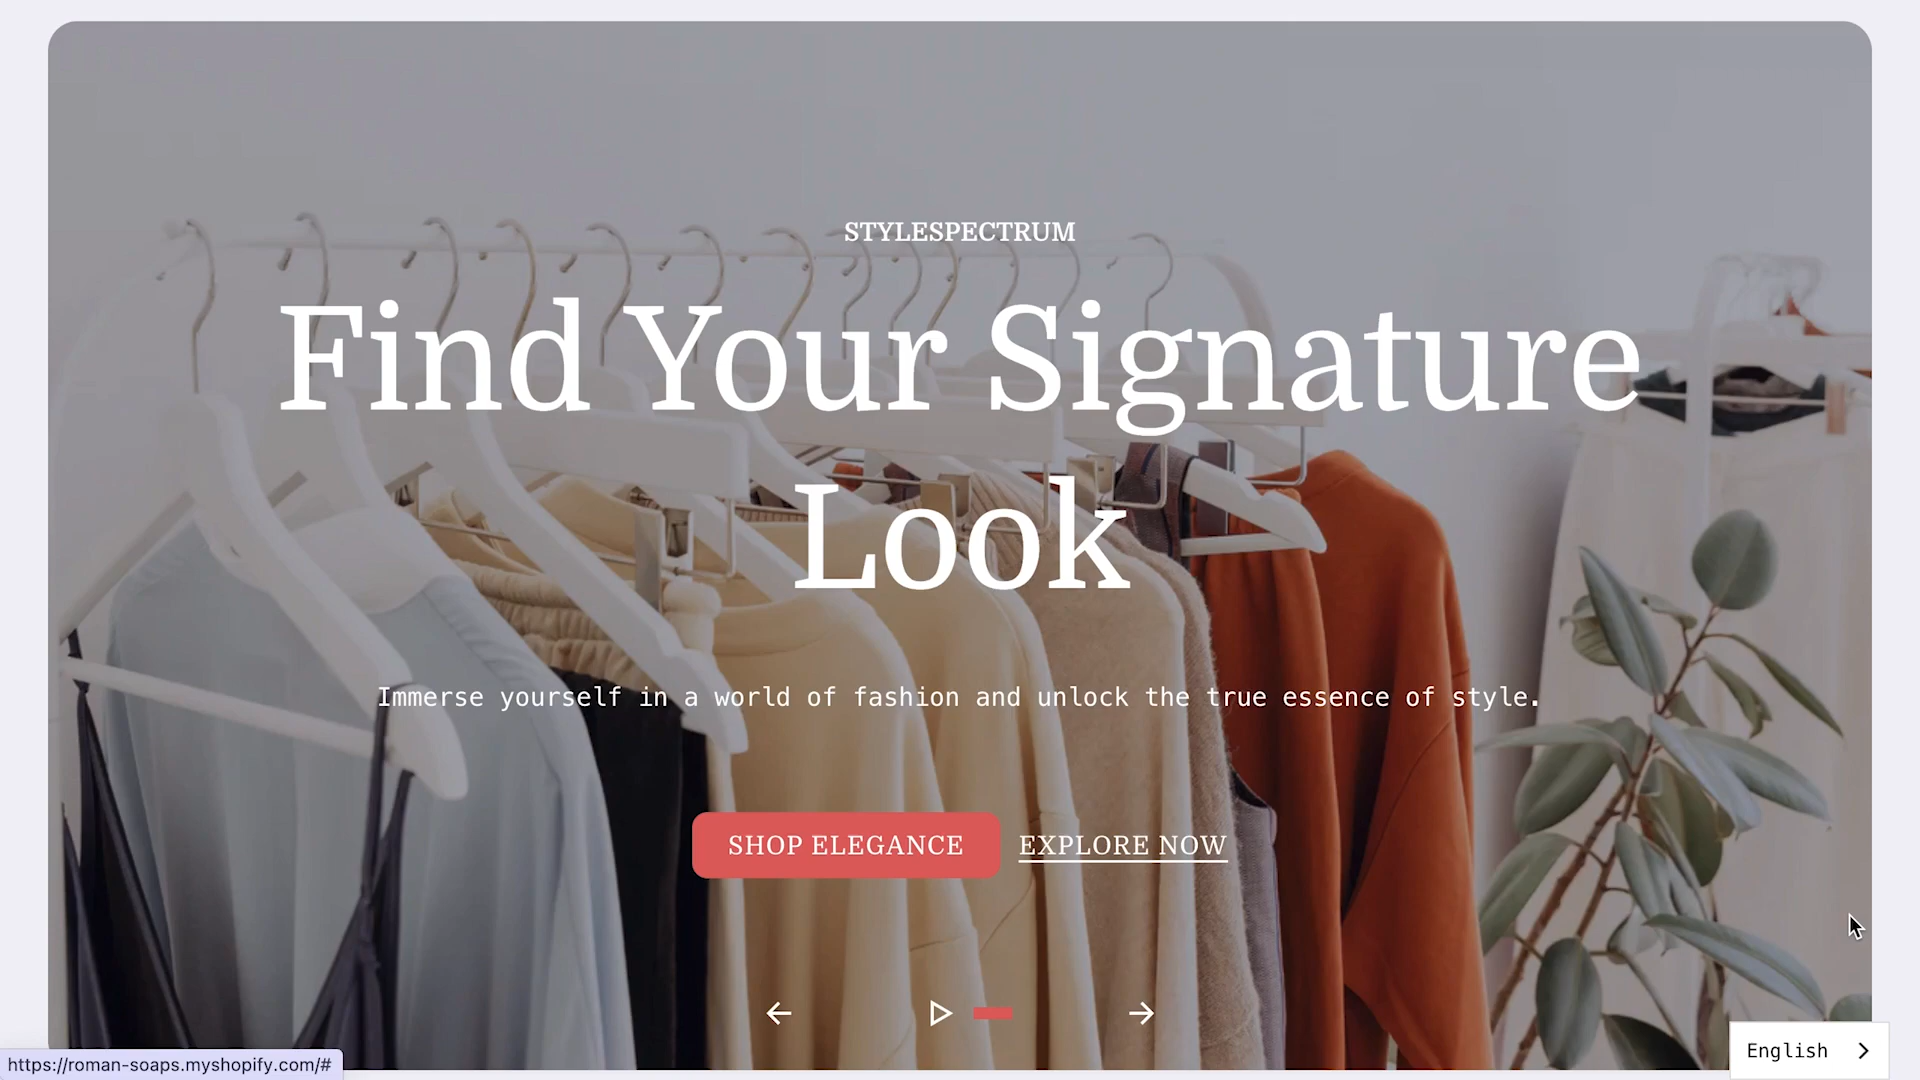 STYLESPECTRUM
Find Your Signature
Look
Immerse yourself in a world of fashion and unlock the true essence of style.
SHOP ELEGANCE EXPLORE NOW
English
https://roman-soaps.myshopify.com/#